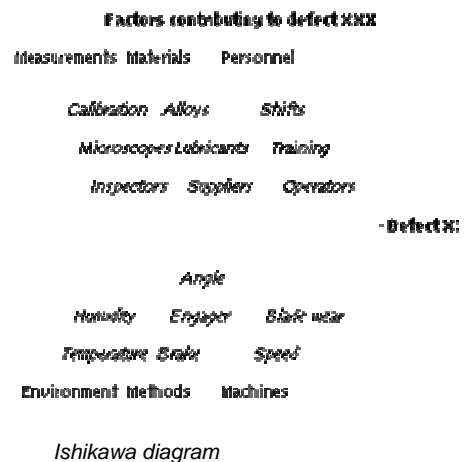 Factors contributing to defect XXX
Measurements Materials Personnel
Calibration Alloys Shifts
Microscopes Lubricants Training
Inspectors Suppliers Operators
Defect X
Angle
Humidity Engager Blade wear
Temperature Brake Speed
Environment Methods Machines
Ishikawa diagram